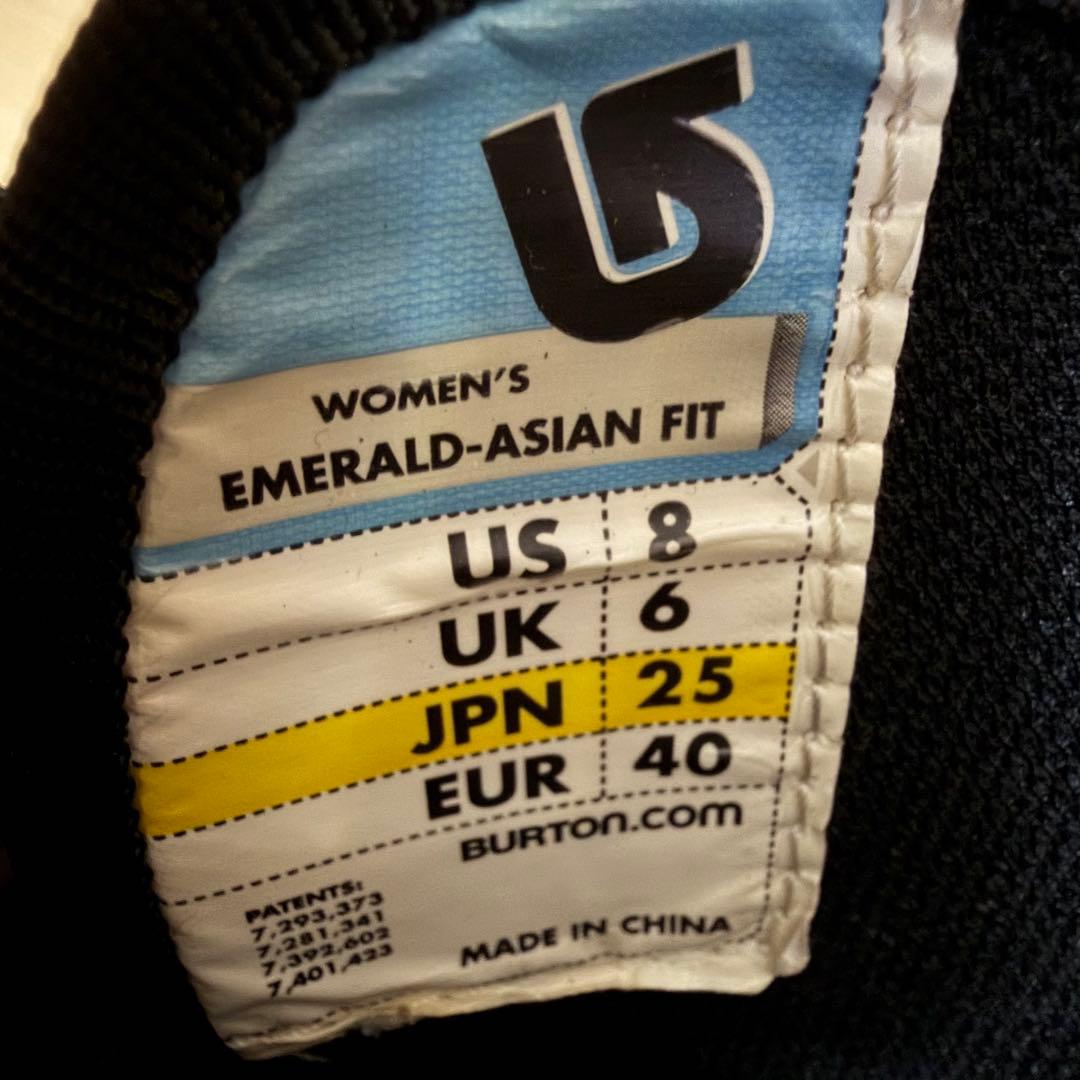 WOMEN'S
EMERALD-ASIAN FIT
US 8
UK 6
JPN 25
EUR 40
BURTON.COM
PATENTS:
7,293,373
7,281,341
7,392,602
7,401,423
MADE IN CHINA